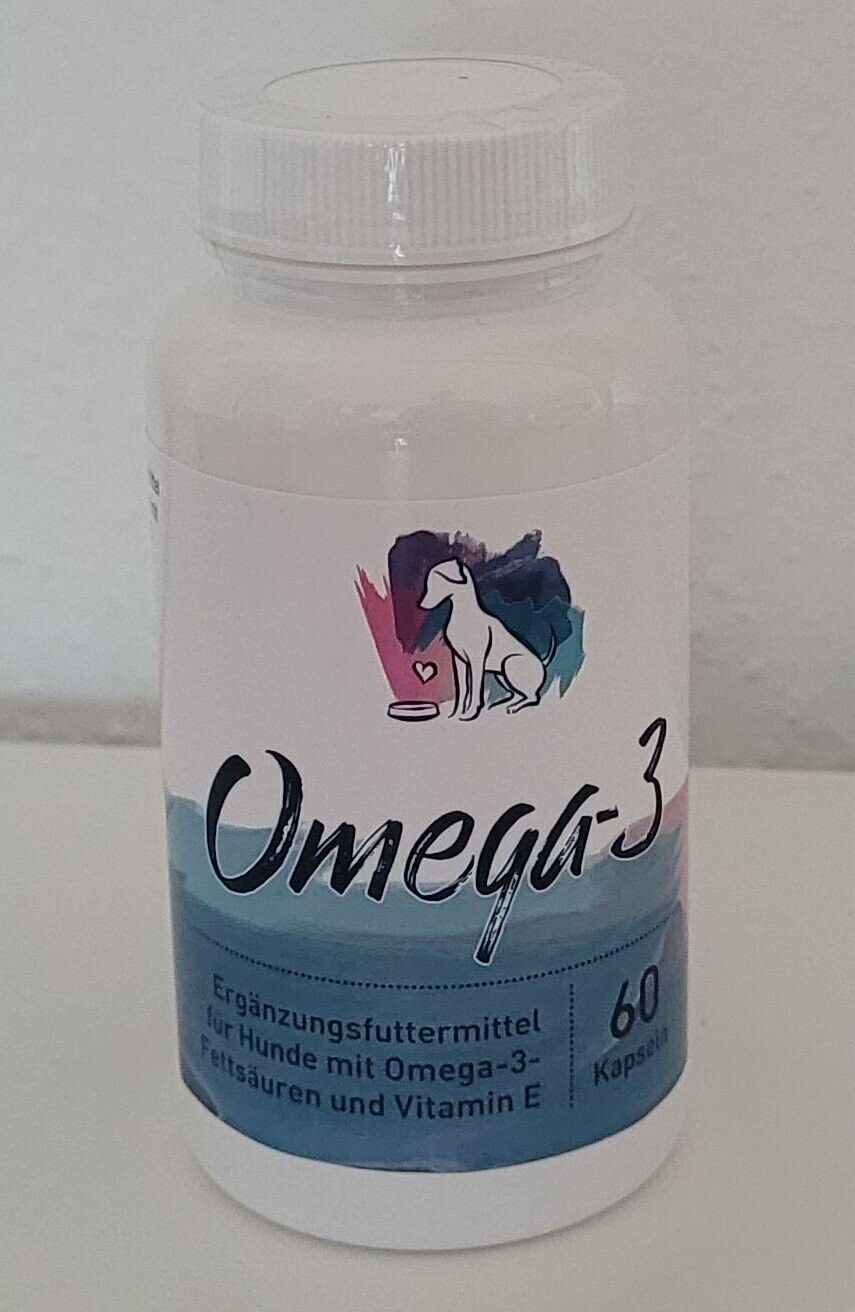 Omega-3
Ergänzungsfuttermittel
für Hunde mit Omega-3-
Fettsäuren und Vitamin E
60
Kapseln